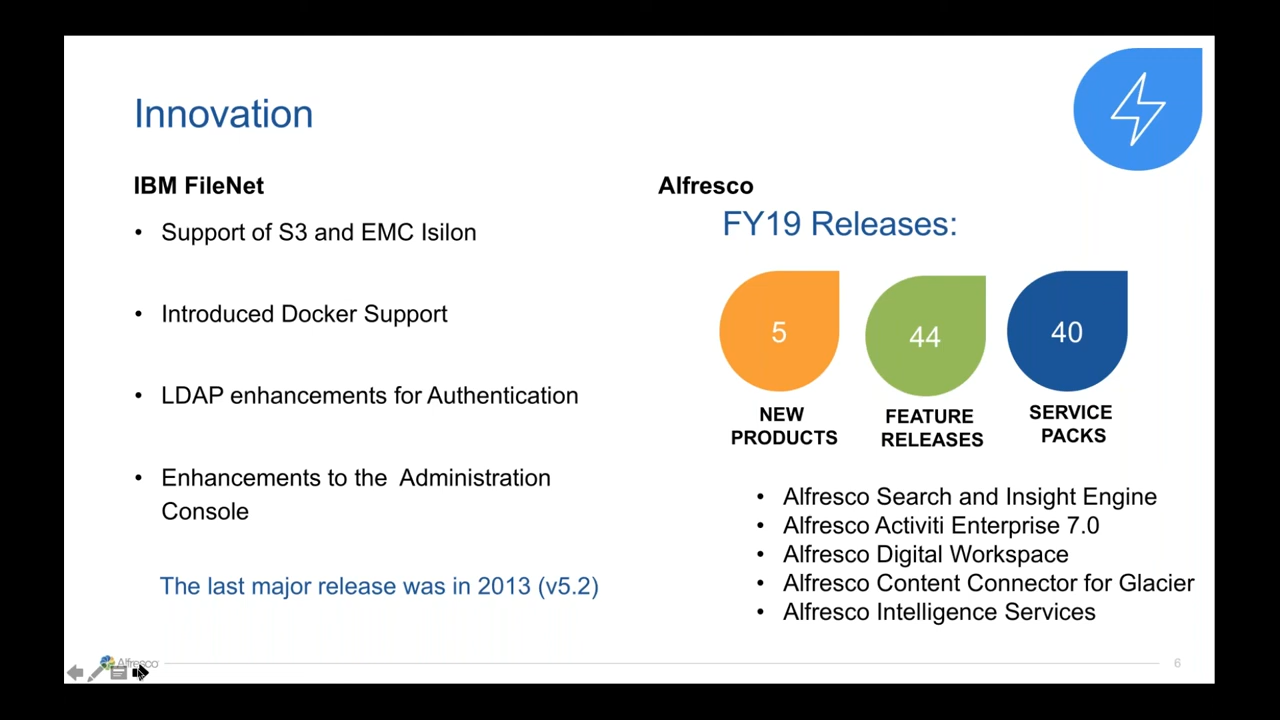 Innovation
IBM FileNet
• Support of S3 and EMC Isilon
• Introduced Docker Support
• LDAP enhancements for Authentication
• Enhancements to the Administration
Console
The last major release was in 2013 (v5.2)
Alfresco
FY19 Releases:
5
44
40
NEW
PRODUCTS
FEATURE
RELEASES
SERVICE
PACKS
• Alfresco Search and Insight Engine
• Alfresco Activiti Enterprise 7.0
• Alfresco Digital Workspace
• Alfresco Content Connector for Glacier
• Alfresco Intelligence Services
Alfresco
6